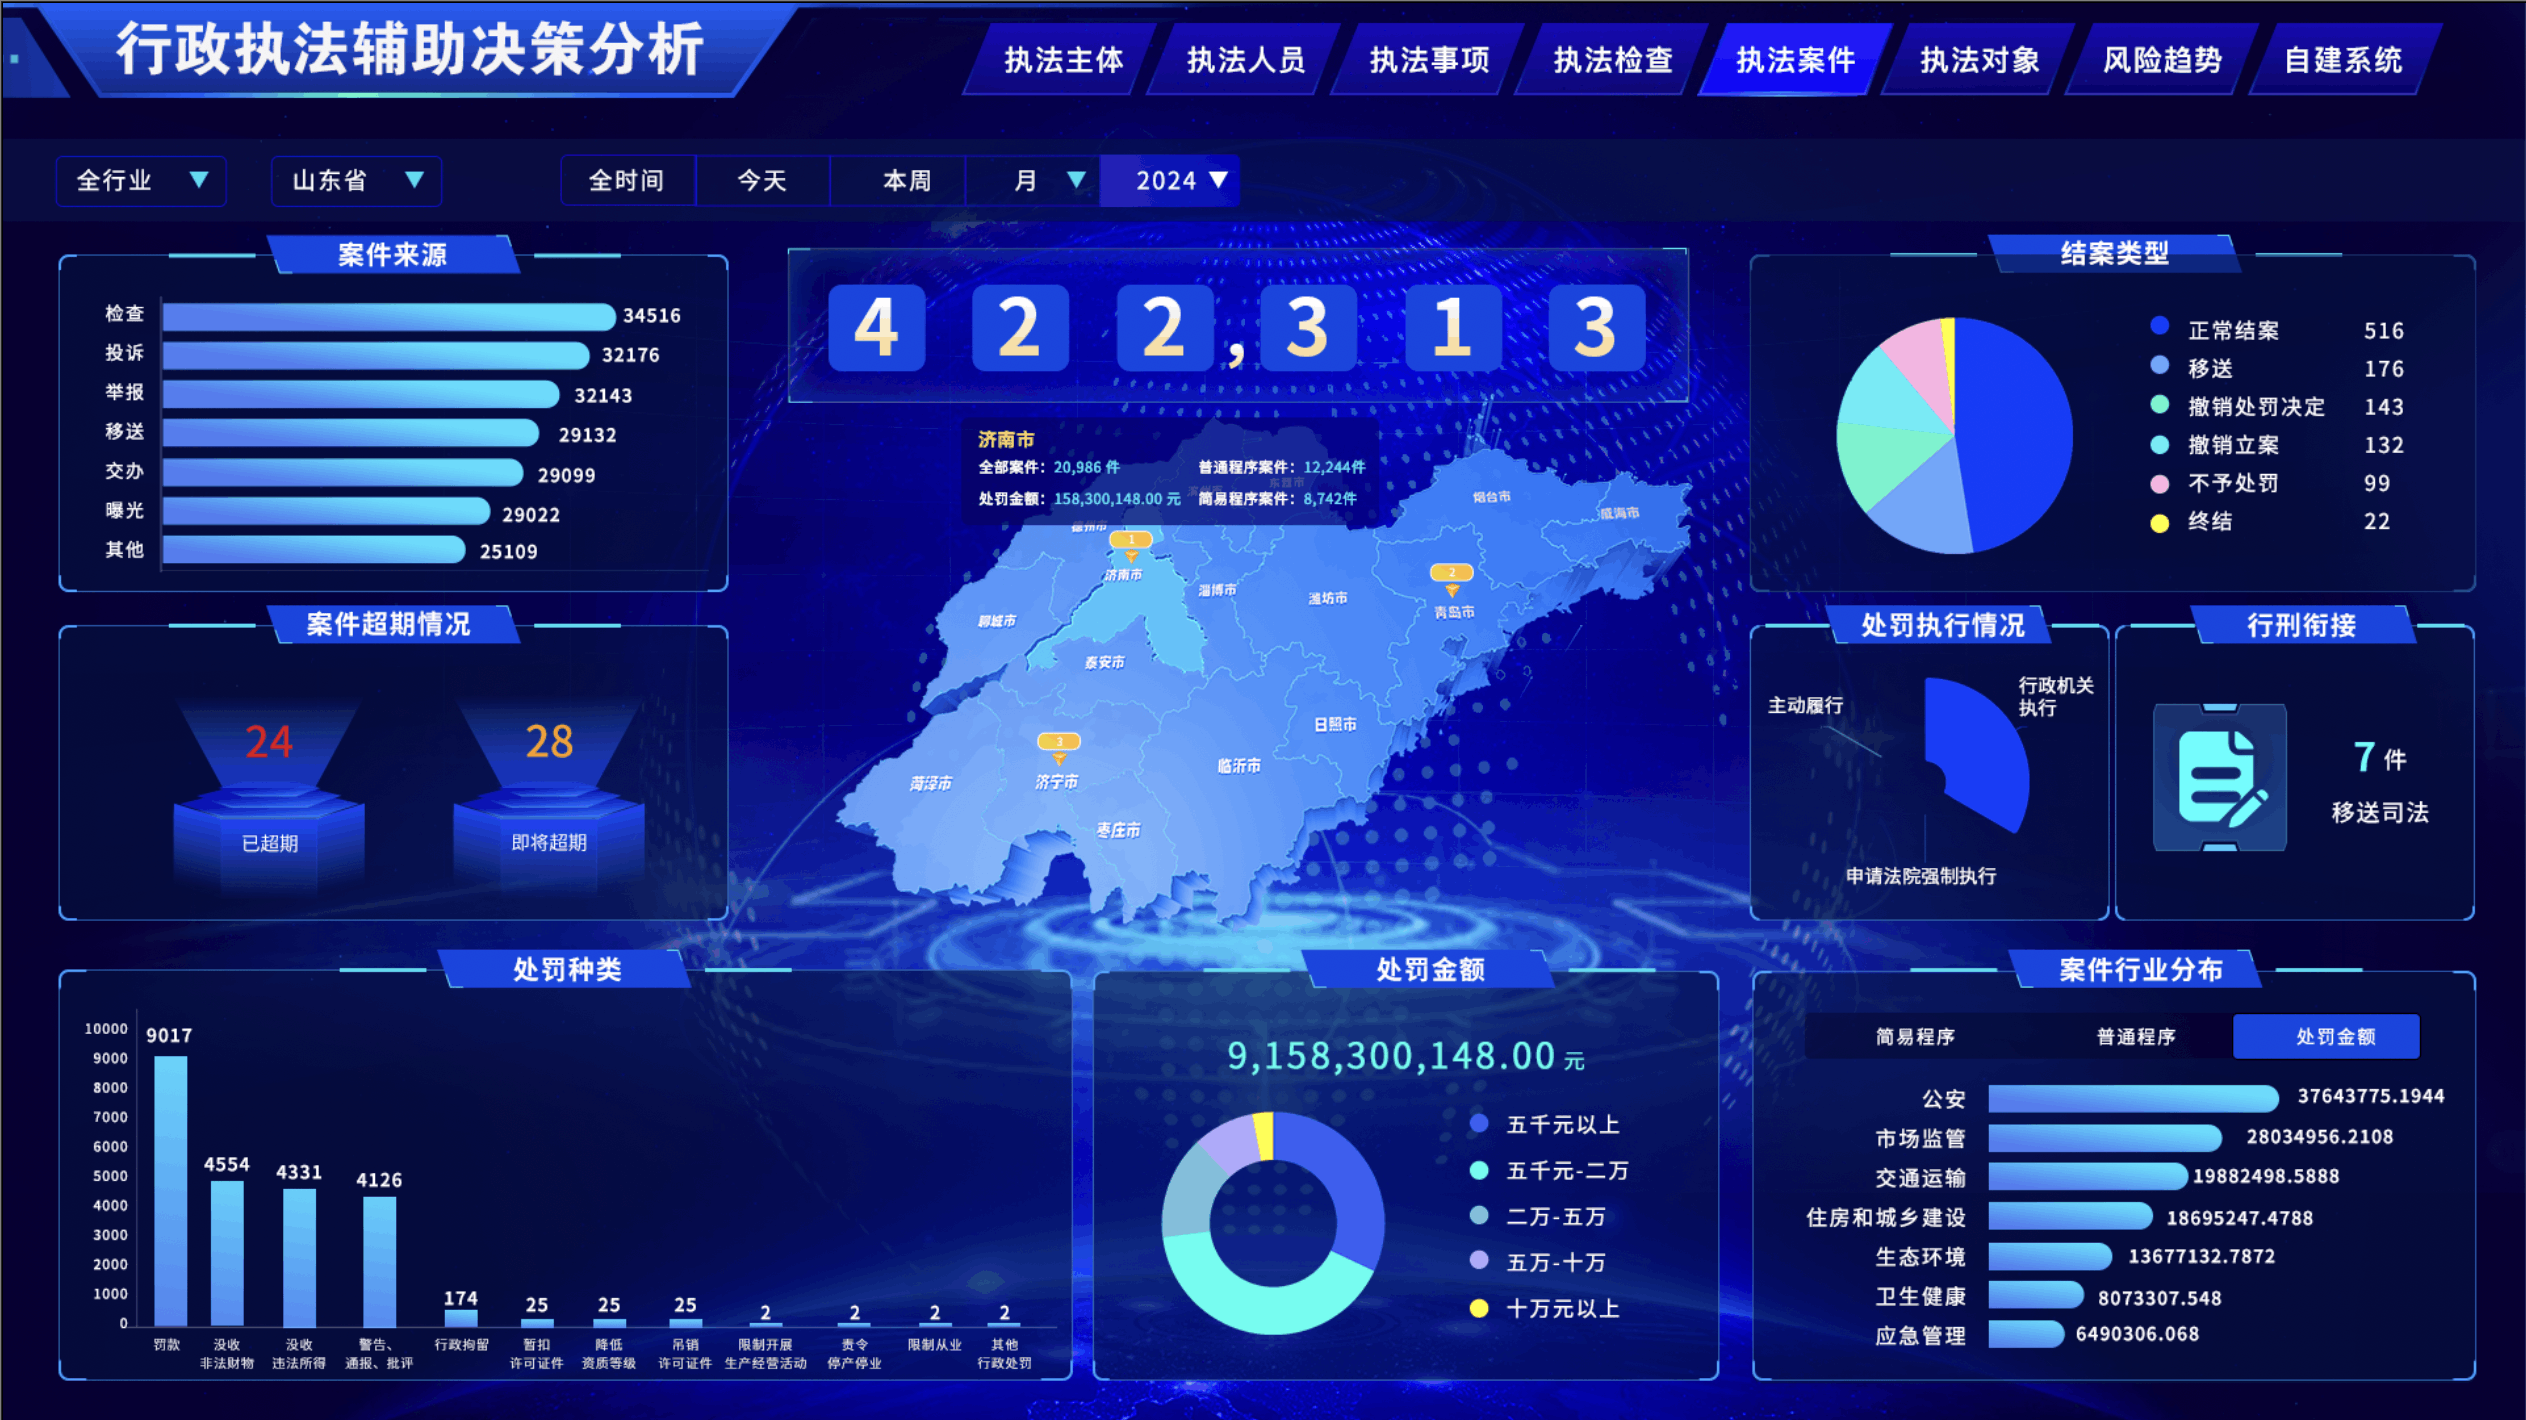 行政执法辅助决策分析
执法主体 执法人员 执法事项 执法检查 执法案件 执法对象 风险趋势 自建系统
全行业 山东省 全时间 今天 本周 月 2024
案件来源
检查 34516
投诉 32176
举报 32143
移送 29132
交办 29099
曝光 29022
其他 25109
案件超期情况
24
已超期
28
即将超期
422,313
济南市
全部案件：20,986 件 普通程序案件：12,244件
处罚金额：158,300,148.00 元 简易程序案件：8,742件
东营市
滨州市
德州市
烟台市
威海市
1
济南市
淄博市
潍坊市
2
青岛市
聊城市
泰安市
日照市
3
济宁市
临沂市
菏泽市
枣庄市
结案类型
正常结案 516
移送 176
撤销处罚决定 143
撤销立案 132
不予处罚 99
终结 22
处罚执行情况
主动履行
行政机关
执行
申请法院强制执行
行刑衔接
7 件
移送司法
处罚种类
10000
9000
8000
7000
6000
5000
4000
3000
2000
1000
0
9017
4554
4331
4126
174
25
25
25
2
2
2
2
罚款
没收
非法财物
没收
违法所得
警告、
通报、批评
行政拘留
暂扣
许可证件
降低
资质等级
吊销
许可证件
限制开展
生产经营活动
责令
停产停业
限制从业
其他
行政处罚
处罚金额
9,158,300,148.00 元
五千元以上
五千元-二万
二万-五万
五万-十万
十万元以上
案件行业分布
简易程序 普通程序 处罚金额
公安 37643775.1944
市场监管 28034956.2108
交通运输 19882498.5888
住房和城乡建设 18695247.4788
生态环境 13677132.7872
卫生健康 8073307.548
应急管理 6490306.068